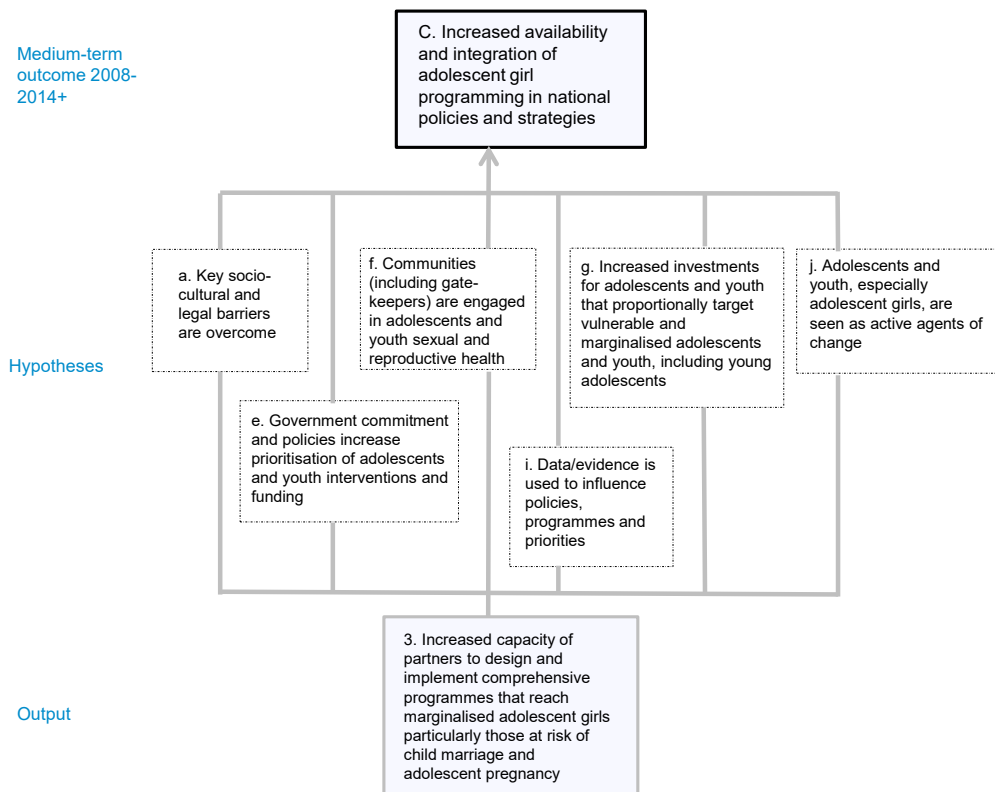 Medium-term
outcome 2008-
2014+
C. Increased availability
and integration of
adolescent girl
programming in national
policies and strategies
Hypotheses
a. Key socio-
cultural and
legal barriers
are overcome
f. Communities
(including gate-
keepers) are engaged
in adolescents and
youth sexual and
reproductive health
g. Increased investments
for adolescents and youth
that proportionally target
vulnerable and
marginalised adolescents
and youth, including young
adolescents
j. Adolescents and
youth, especially
adolescent girls, are
seen as active agents of
change
e. Government commitment
and policies increase
prioritisation of adolescents
and youth interventions and
funding
i. Data/evidence is
used to influence
policies,
programmes and
priorities
Output
3. Increased capacity of
partners to design and
implement comprehensive
programmes that reach
marginalised adolescent girls
particularly those at risk of
child marriage and
adolescent pregnancy